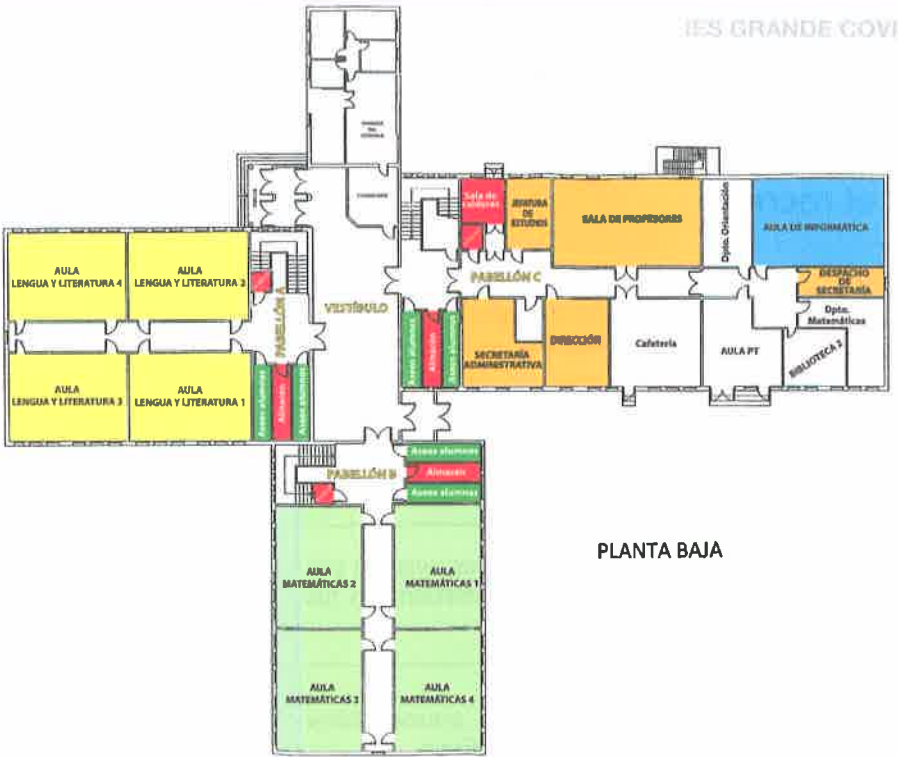 IES GRANDE COVI
Sala de
calderas
JEFATURA
DE
ESTUDIOS
SALA DE PROFESORES
Dpto. Orientación
AULA DE INFORMÁTICA
AULA
LENGUA Y LITERATURA 4
AULA
LENGUA Y LITERATURA 2
PABELLÓN A
VESTÍBULO
PABELLÓN C
DESPACHO
DE
SECRETARÍA
Dpto.
Matemáticas
Aseos alumnos
Almacén
Aseos alumnos
SECRETARÍA
ADMINISTRATIVA
DIRECCIÓN
Cafetería
AULA PT
BIBLIOTECA 2
AULA
LENGUA Y LITERATURA 3
AULA
LENGUA Y LITERATURA 1
Aseos alumnos
Almacén
Aseos alumnos
PABELLÓN B
Aseos alumnos
Almacén
Aseos alumnos
PLANTA BAJA
AULA
MATEMÁTICAS 2
AULA
MATEMÁTICAS 1
AULA
MATEMÁTICAS 3
AULA
MATEMÁTICAS 4